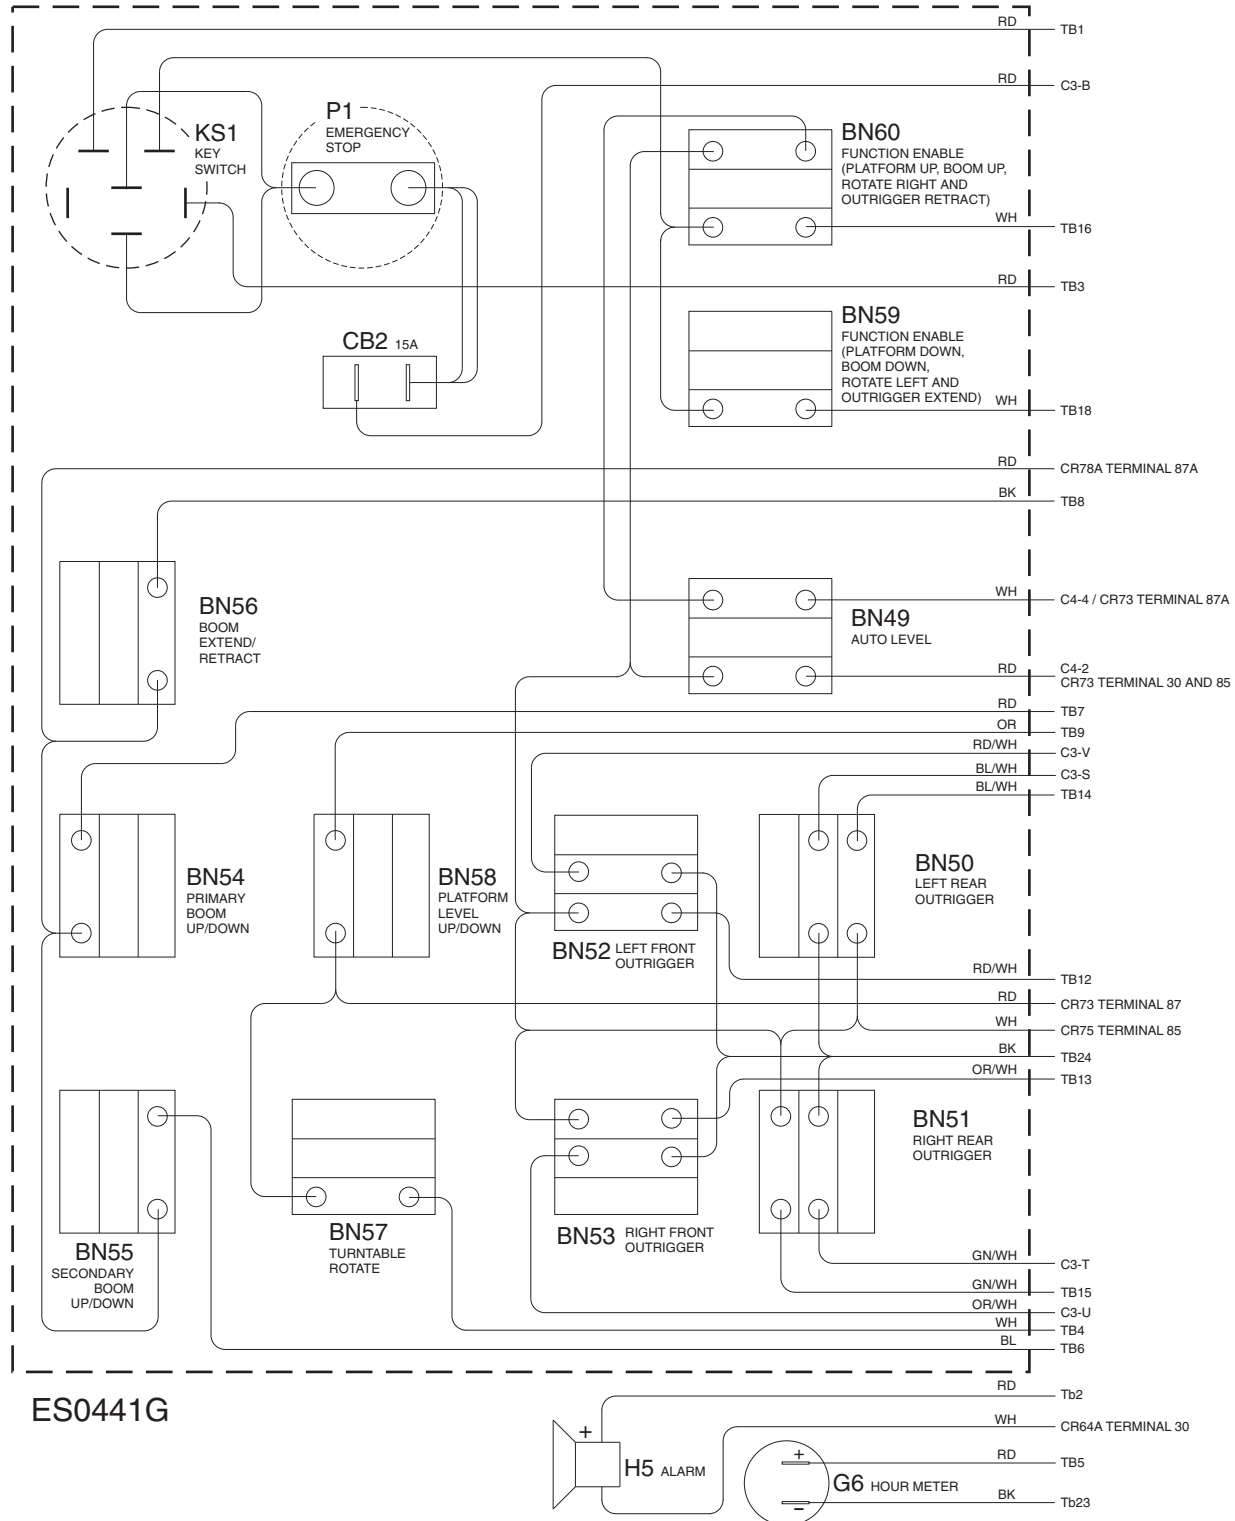 RD TB1
RD C3-B
KS1
KEY
SWITCH
P1
EMERGENCY
STOP
BN60
FUNCTION ENABLE
(PLATFORM UP, BOOM UP,
ROTATE RIGHT AND
OUTRIGGER RETRACT)
WH TB16
RD TB3
CB2 15A
BN59
FUNCTION ENABLE
(PLATFORM DOWN,
BOOM DOWN,
ROTATE LEFT AND
OUTRIGGER EXTEND)
WH TB18
RD CR78A TERMINAL 87A
BK TB8
BN56
BOOM
EXTEND/
RETRACT
WH C4-4 / CR73 TERMINAL 87A
BN49
AUTO LEVEL
RD C4-2
CR73 TERMINAL 30 AND 85
RD TB7
OR TB9
RD/WH C3-V
BL/WH C3-S
BL/WH TB14
BN54
PRIMARY
BOOM
UP/DOWN
BN58
PLATFORM
LEVEL
UP/DOWN
BN52 LEFT FRONT
OUTRIGGER
BN50
LEFT REAR
OUTRIGGER
RD/WH TB12
RD CR73 TERMINAL 87
WH CR75 TERMINAL 85
BK TB24
OR/WH TB13
BN55
SECONDARY
BOOM
UP/DOWN
BN57
TURNTABLE
ROTATE
BN53 RIGHT FRONT
OUTRIGGER
BN51
RIGHT REAR
OUTRIGGER
GN/WH C3-T
GN/WH TB15
OR/WH C3-U
WH TB4
BL TB6
ES0441G
RD Tb2
WH CR64A TERMINAL 30
+
H5 ALARM
RD TB5
+
G6 HOUR METER
–
BK Tb23